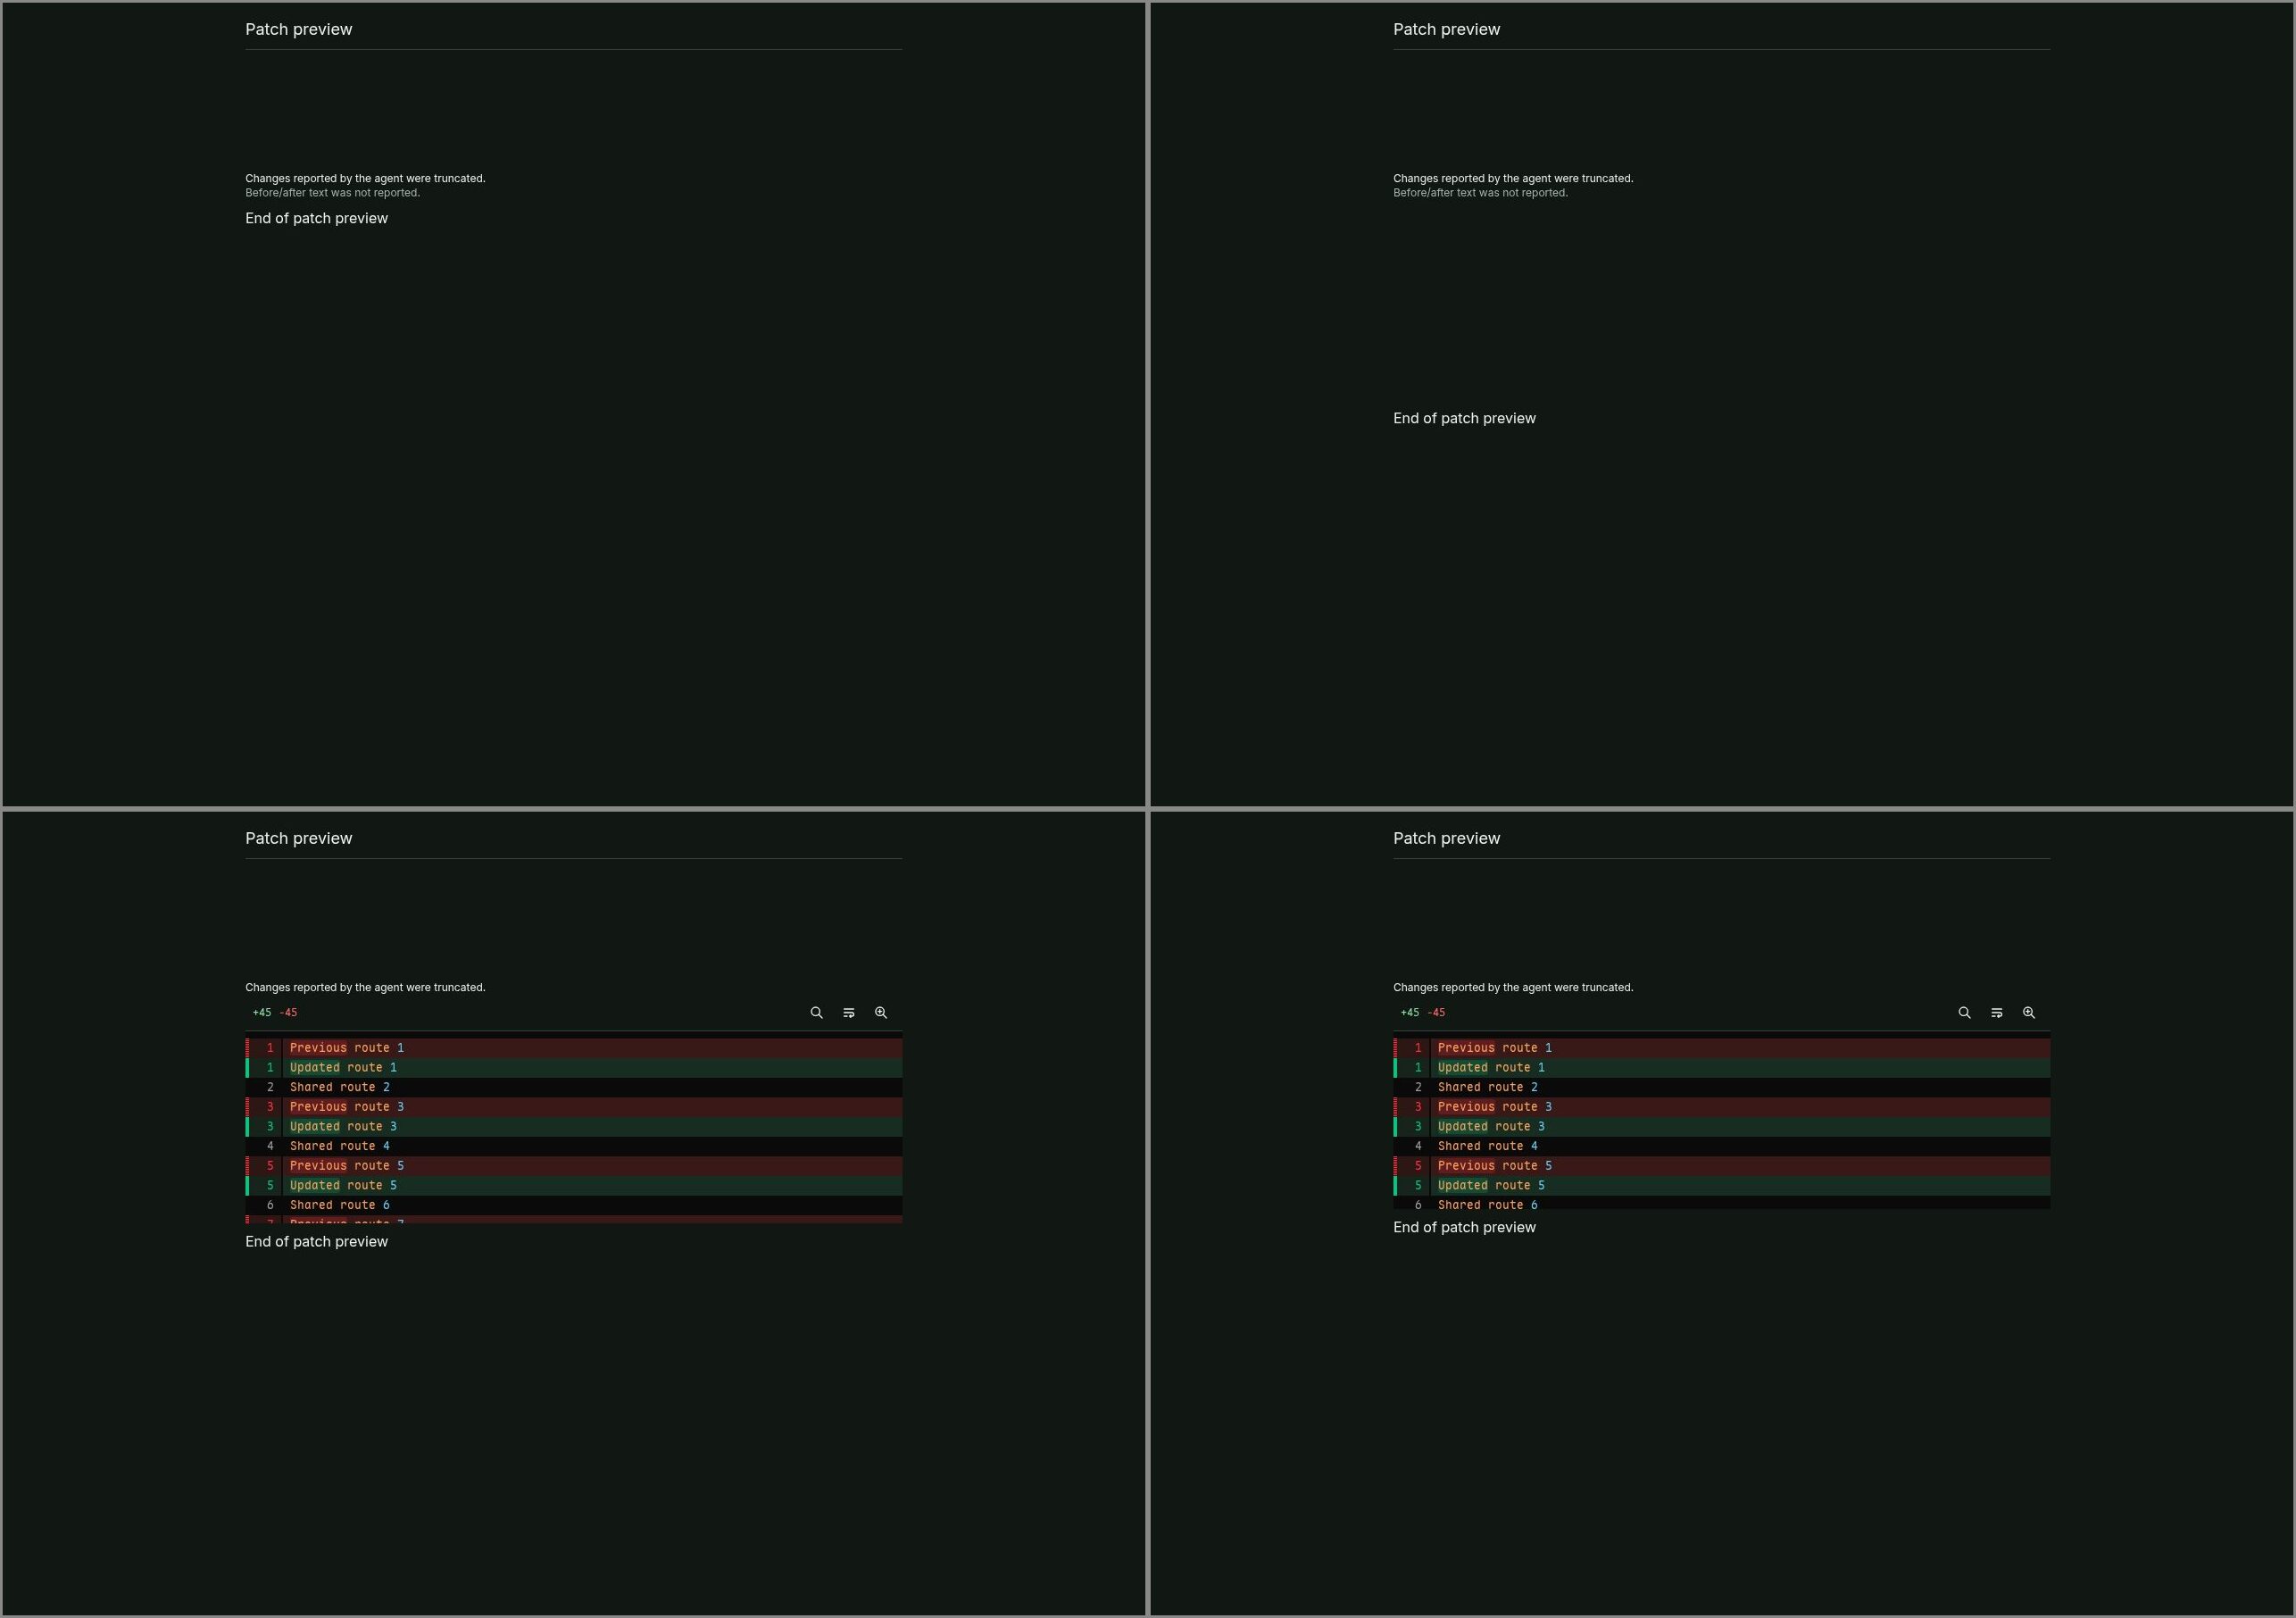 Patch preview
Changes reported by the agent were truncated.
Before/after text was not reported.
End of patch preview
Patch preview
Changes reported by the agent were truncated.
Before/after text was not reported.
End of patch preview
Patch preview
Changes reported by the agent were truncated.
+45 -45
1 Previous route 1
1 Updated route 1
2 Shared route 2
3 Previous route 3
3 Updated route 3
4 Shared route 4
5 Previous route 5
5 Updated route 5
6 Shared route 6
7 Previous route 7
End of patch preview
Patch preview
Changes reported by the agent were truncated.
+45 -45
1 Previous route 1
1 Updated route 1
2 Shared route 2
3 Previous route 3
3 Updated route 3
4 Shared route 4
5 Previous route 5
5 Updated route 5
6 Shared route 6
End of patch preview